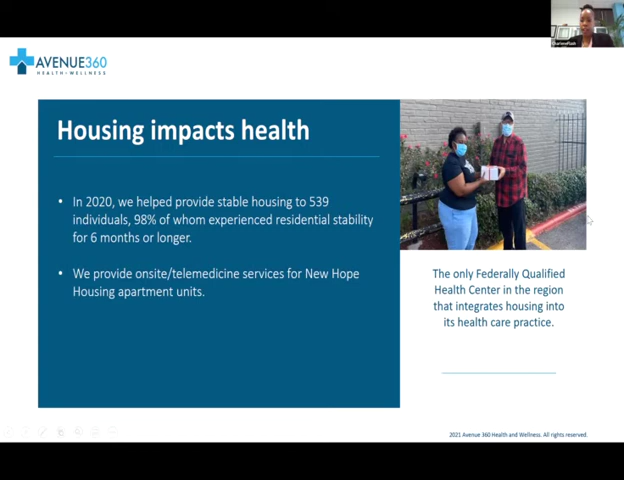 AVENUE360
HEALTH+WELLNESS
Housing impacts health
• In 2020, we helped provide stable housing to 539
individuals, 98% of whom experienced residential stability
for 6 months or longer.
• We provide onsite/telemedicine services for New Hope
Housing apartment units.
The only Federally Qualified
Health Center in the region
that integrates housing into
its health care practice.
2021 Avenue 360 Health and Wellness. All rights reserved.